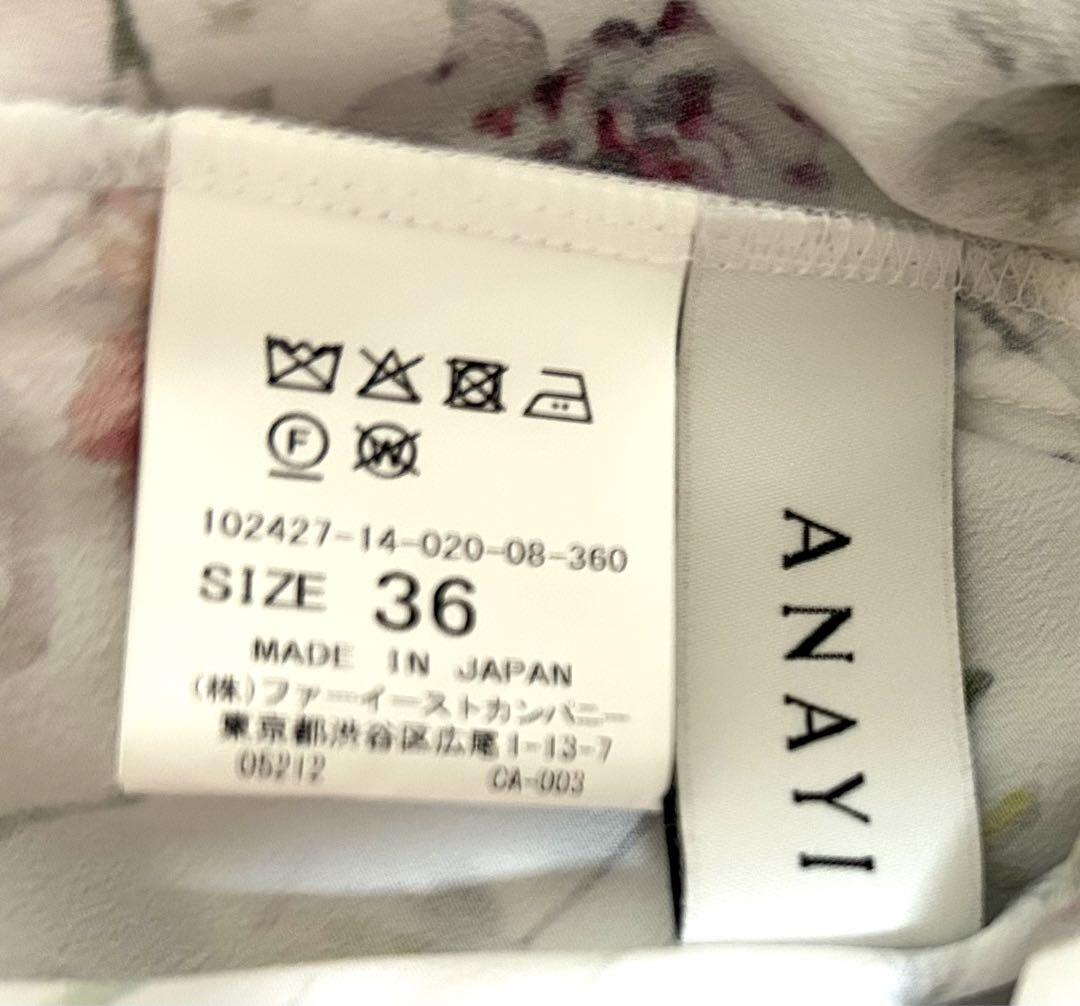 F W
102427-14-020-08-360
SIZE 36
MADE IN JAPAN
(株)ファーイーストカンパニー
東京都渋谷区広尾1-13-7
05212 CA-003
ANAYI